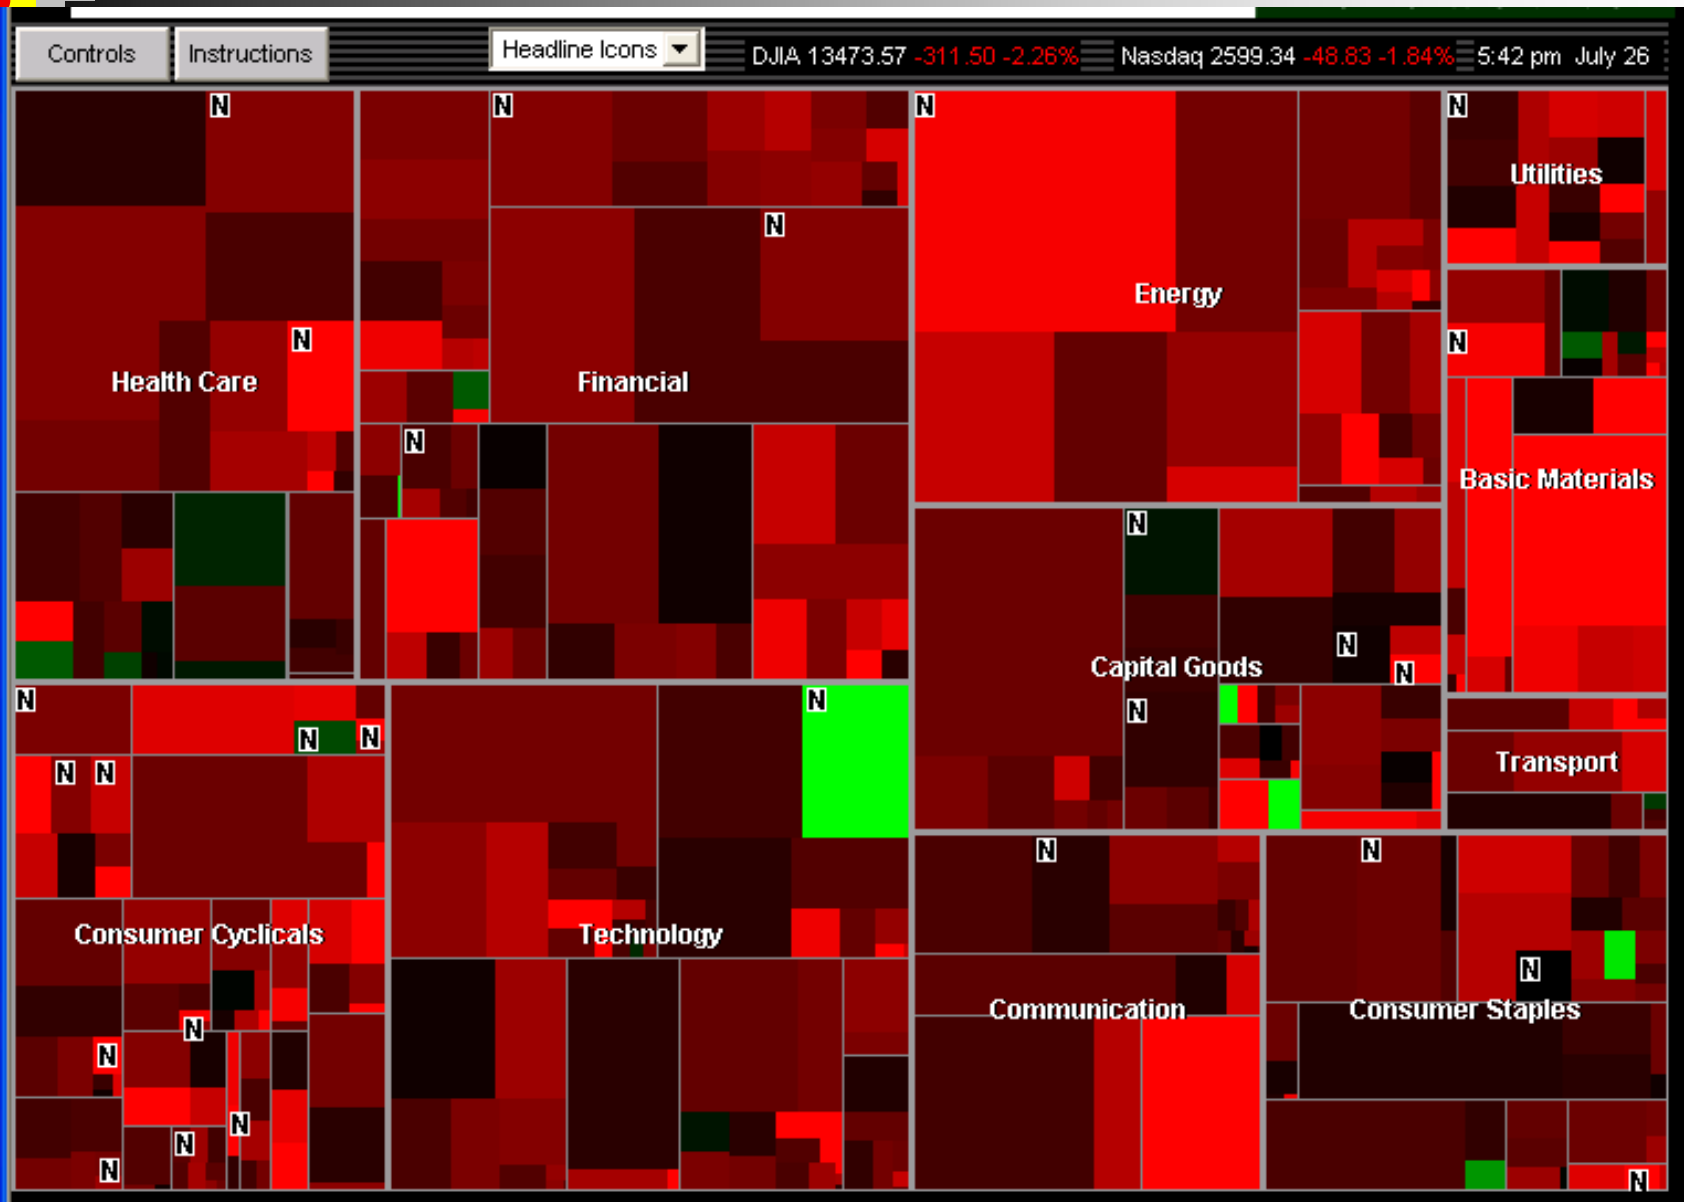 Controls
Instructions
Headline Icons
DJIA 13473.57 -311.50 -2.26%
Nasdaq 2599.34 -48.83 -1.84%
5:42 pm July 26
N
N
N
N
Utilities
N
Energy
N
N
Health Care
Financial
N
Basic Materials
N
N
Capital Goods
N
N
N
N
N
N
Transport
N
N
N
N
Consumer Cyclicals
Technology
N
Communication
Consumer Staples
N
N
N
N
N
N
N